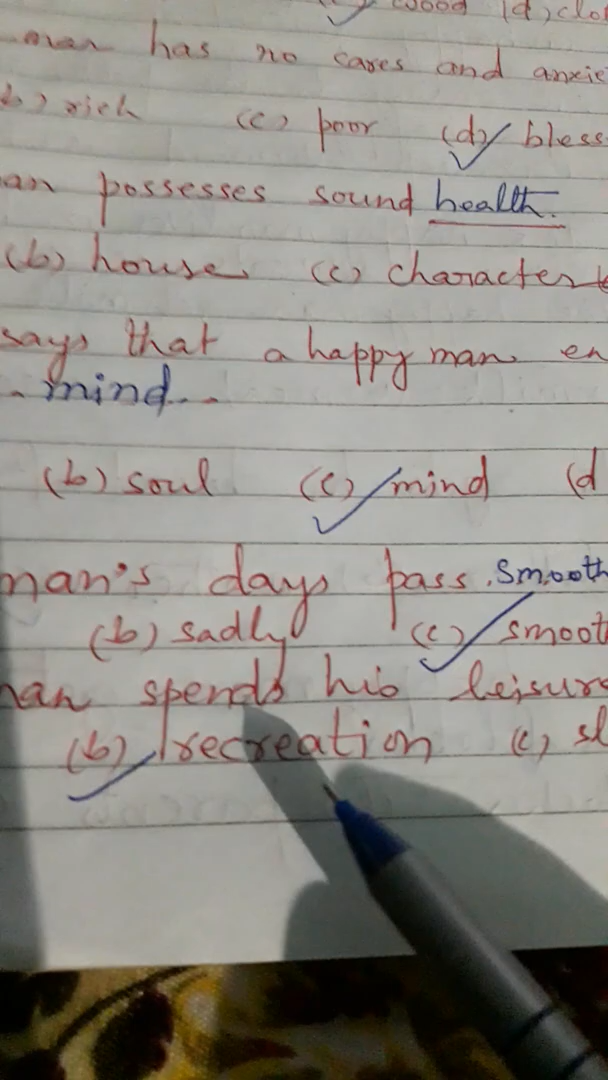 wood (d) clo
man has no cares and anxie
b) rich (c) poor (d) bless
an possesses sound health.
(b) house (c) character
says that a happy man en
mind
(b) soul (c) mind (d
man's days pass smooth
(b) sadly (c) smoot
man spends his leisure
(b) recreation (c) sl